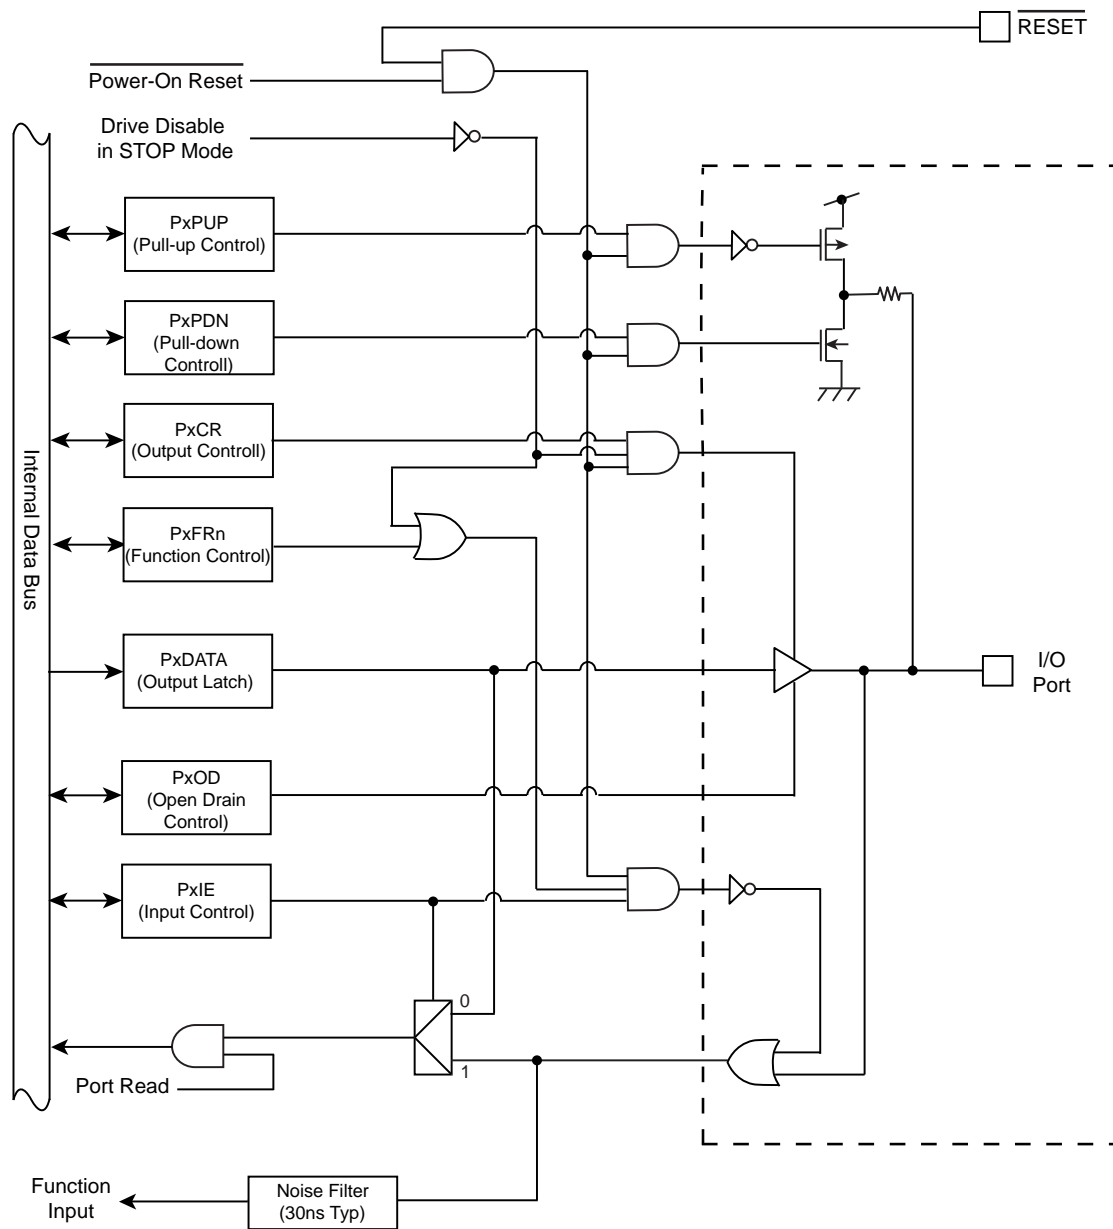 RESET
Power-On Reset
Drive Disable
in STOP Mode
PxPUP
(Pull-up Control)
PxPDN
(Pull-down
Controll)
PxCR
(Output Controll)
Internal Data Bus
PxFRn
(Function Control)
PxDATA
(Output Latch)
I/O
Port
PxOD
(Open Drain
Control)
PxIE
(Input Control)
0
1
Port Read
Function
Input
Noise Filter
(30ns Typ)